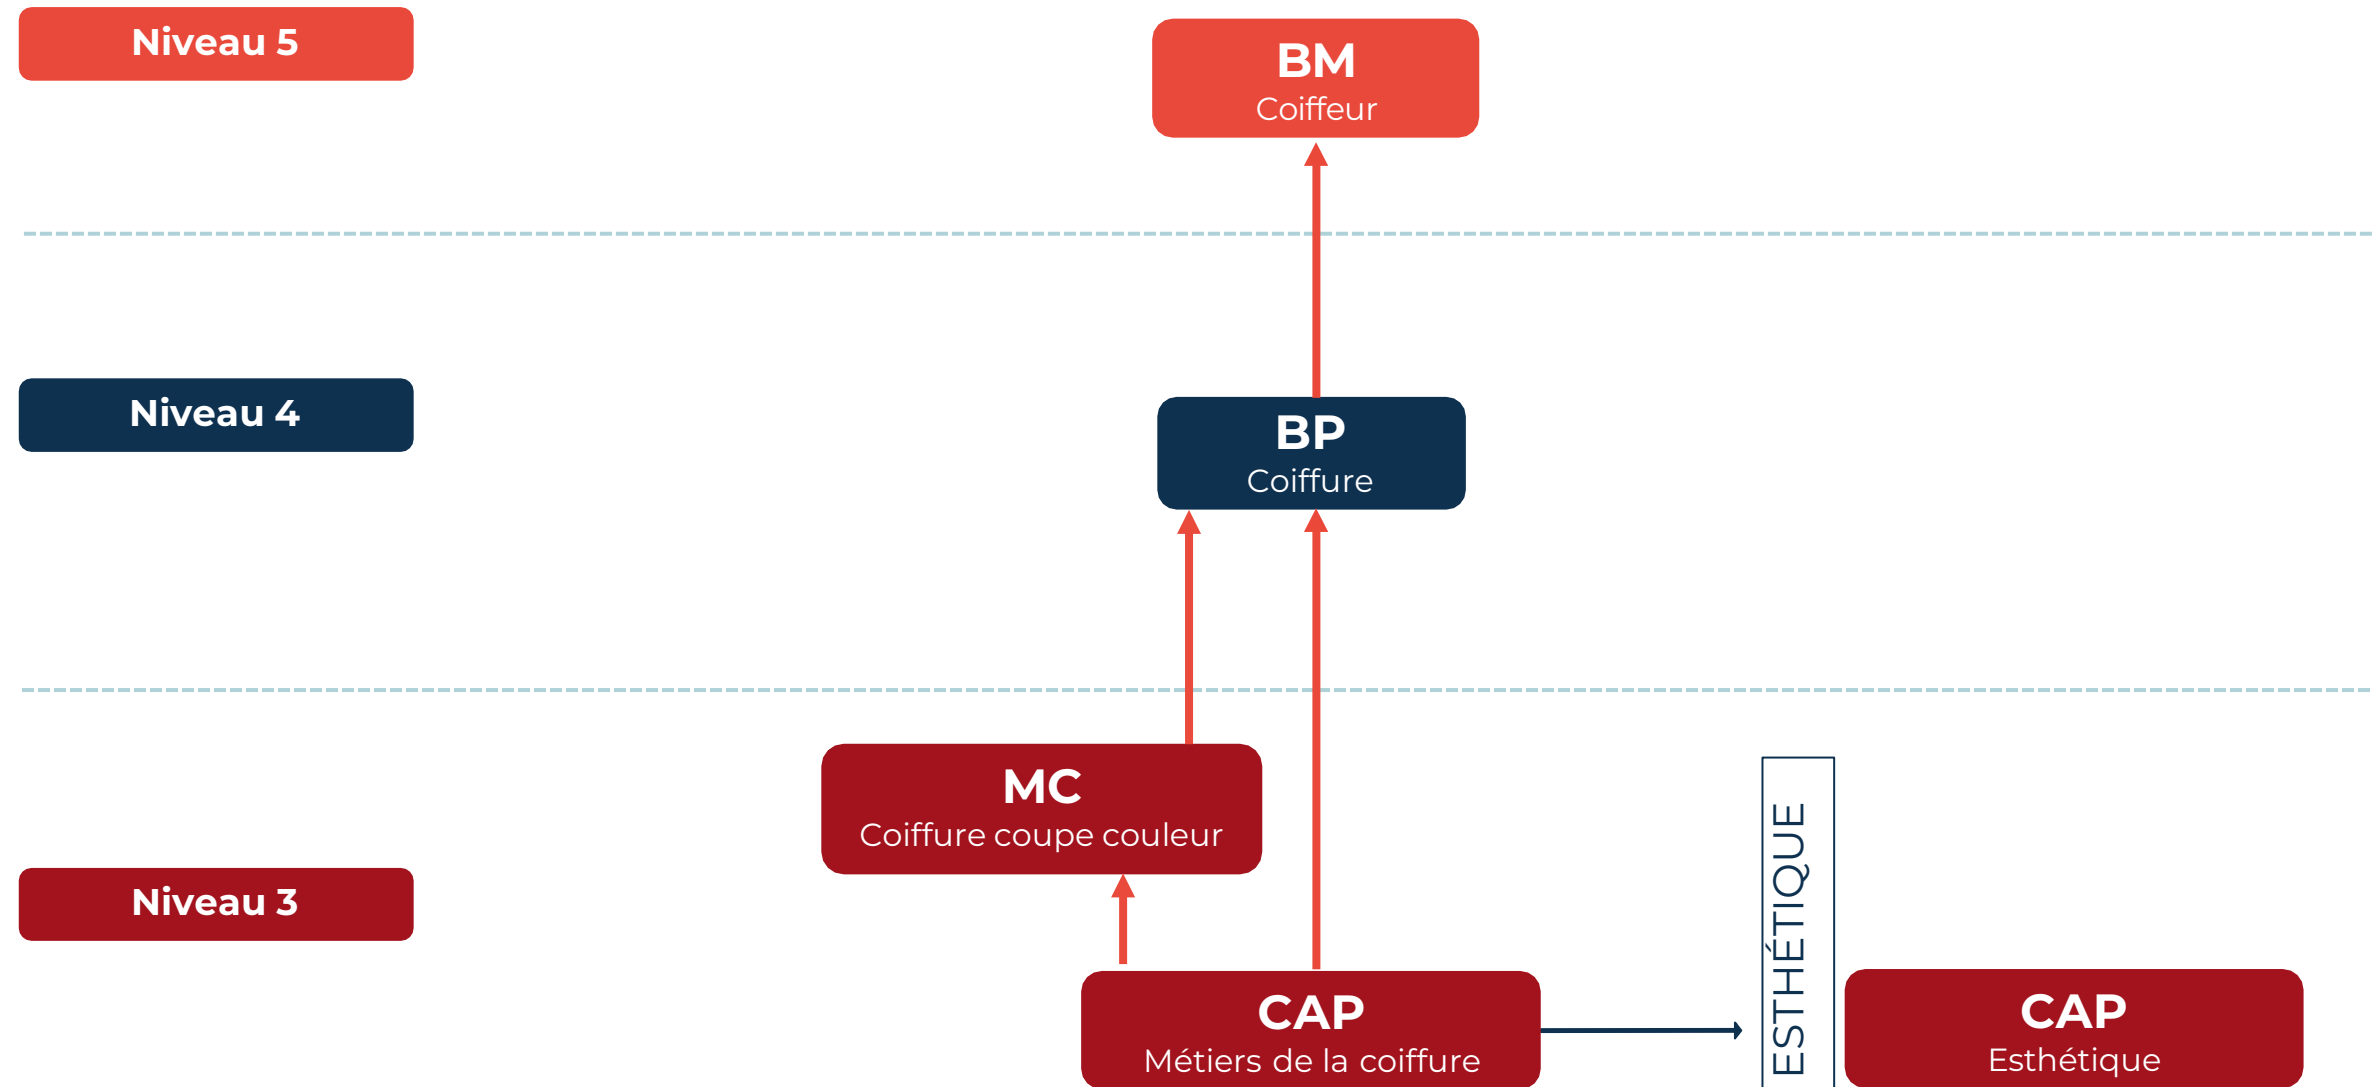 Niveau 5
BM
Coiffeur
Niveau 4
BP
Coiffure
MC
Coiffure coupe couleur
Niveau 3
CAP
Métiers de la coiffure
ESTHÉTIQUE
CAP
Esthétique